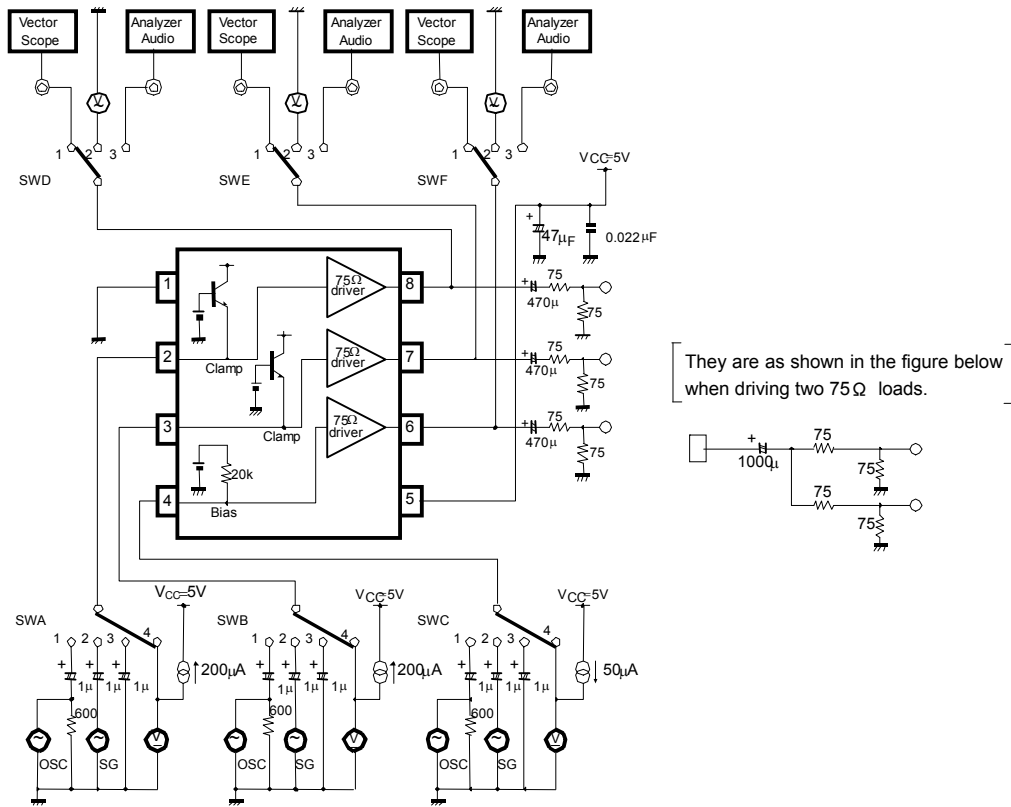 Vector Scope
Analyzer Audio
Vector Scope
Analyzer Audio
Vector Scope
Analyzer Audio
V
V
V
1 2 3
1 2 3
1 2 3
SWD
SWE
SWF
VCC=5V
+
47μF
0.022μF
1
75Ω driver
8
+
75
470μ
75
2
Clamp
75Ω driver
7
+
75
470μ
75
3
Clamp
75Ω driver
6
+
75
470μ
75
20k
4
Bias
5
They are as shown in the figure below
when driving two 75Ω loads.
+
75
1000μ
75
75
75
VCC=5V
VCC=5V
VCC=5V
SWA
SWB
SWC
1 2 3 4
1 2 3 4
1 2 3 4
+ + +
+ + +
+ + +
1μ 1μ 1μ
200μA
1μ 1μ 1μ
200μA
1μ 1μ 1μ
50μA
600
600
600
~ ~ V
~ ~ V
~ ~ V
OSC SG
OSC SG
OSC SG